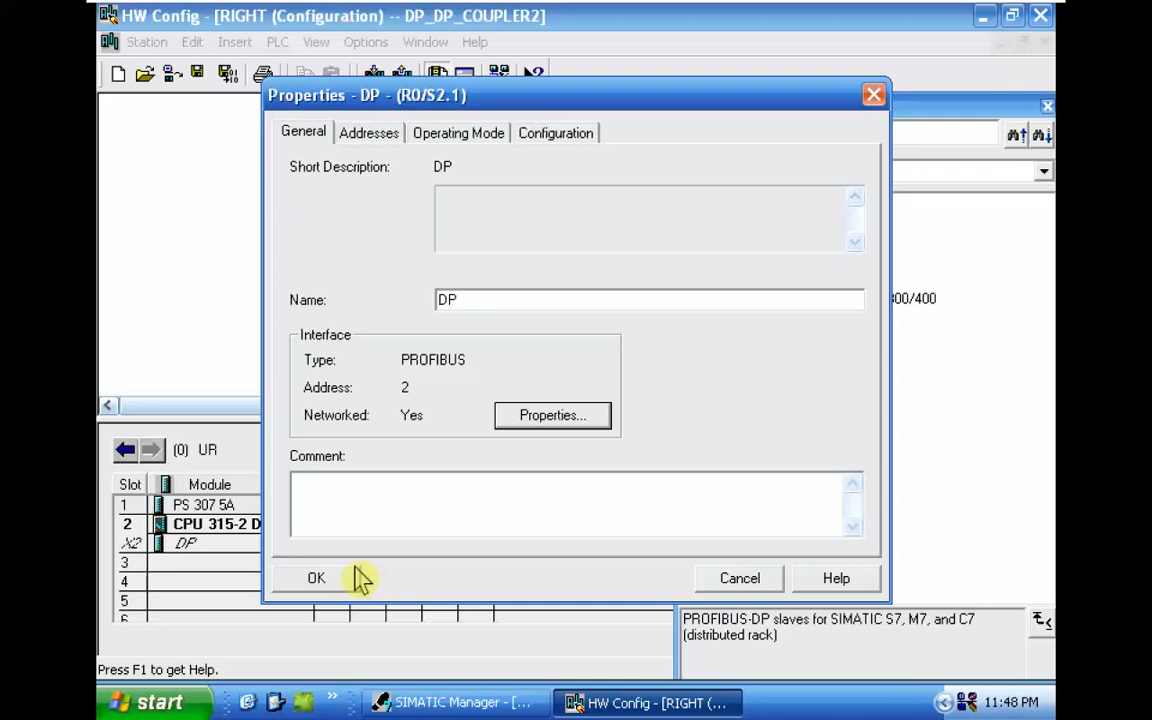 HW Config - [RIGHT (Configuration) -- DP_DP_COUPLER2]
Station Edit Insert PLC View Options Window Help
Properties - DP - (R0/S2.1)
General Addresses Operating Mode Configuration
Short Description: DP
Name: DP
00/400
Interface
Type: PROFIBUS
Address: 2
Networked: Yes Properties...
Comment:
(0) UR
Slot Module
1 PS 307 5A
2 CPU 315-2 D
X2 DP
3
4
5
6
OK Cancel Help
PROFIBUS-DP slaves for SIMATIC S7, M7, and C7
(distributed rack)
Press F1 to get Help.
start SIMATIC Manager - [... HW Config - [RIGHT (... 11:48 PM